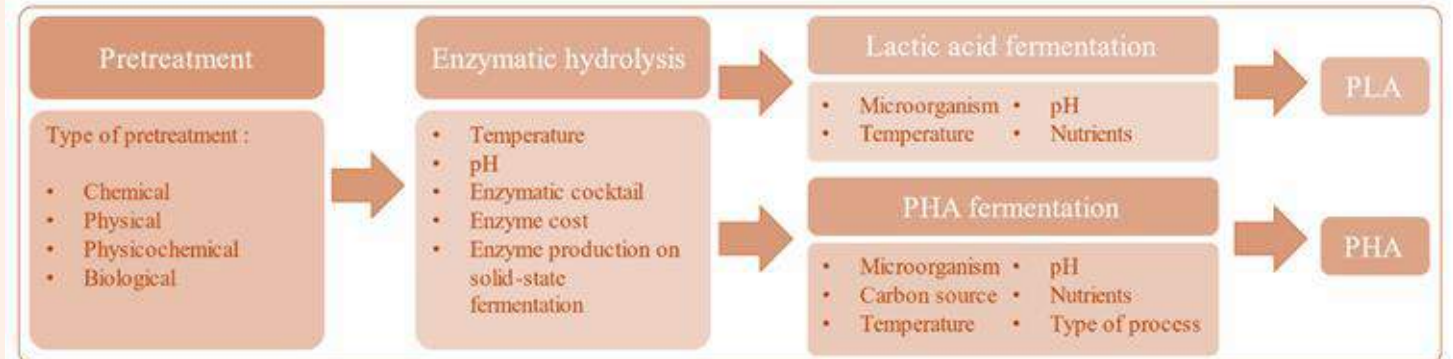 Pretreatment
Type of pretreatment :
• Chemical
• Physical
• Physicochemical
• Biological
Enzymatic hydrolysis
• Temperature
• pH
• Enzymatic cocktail
• Enzyme cost
• Enzyme production on
solid-state
fermentation
Lactic acid fermentation
• Microorganism • pH
• Temperature • Nutrients
PLA
PHA fermentation
• Microorganism • pH
• Carbon source • Nutrients
• Temperature • Type of process
PHA